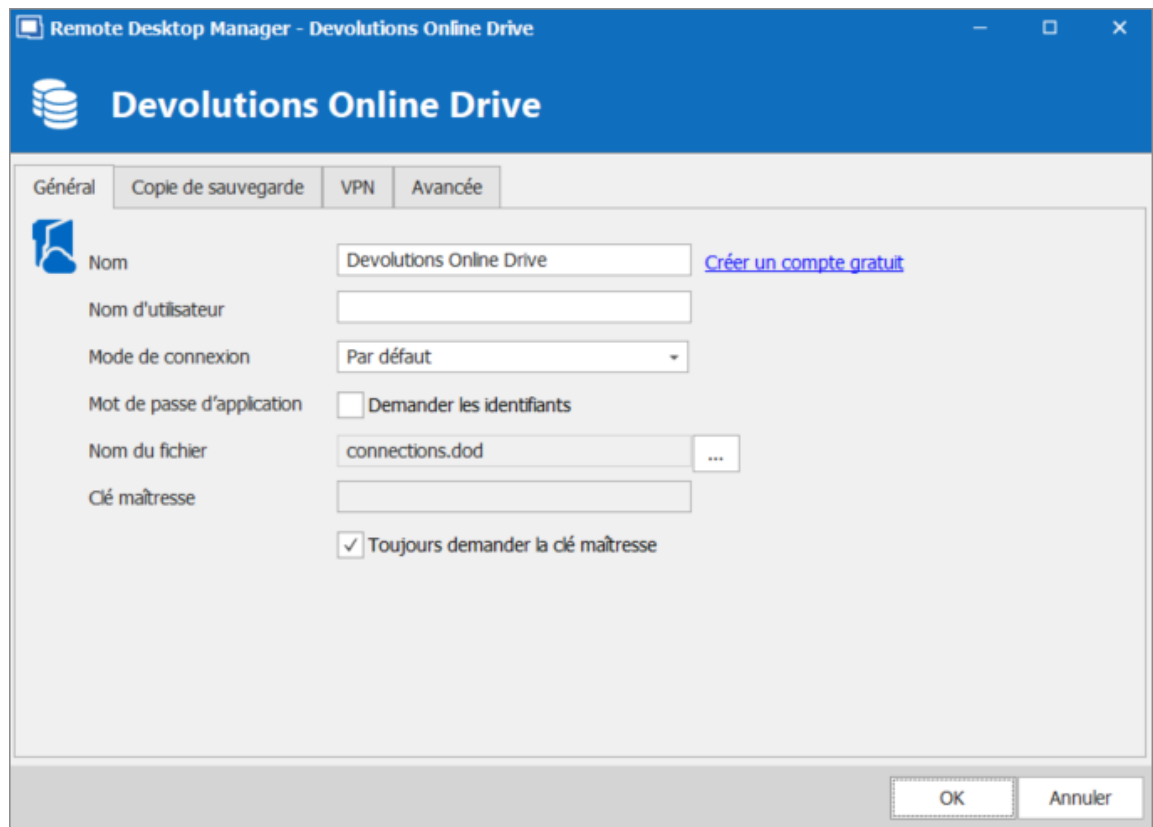 Remote Desktop Manager - Devolutions Online Drive
Devolutions Online Drive
Général Copie de sauvegarde VPN Avancée
Nom Devolutions Online Drive Créer un compte gratuit
Nom d'utilisateur
Mode de connexion Par défaut
Mot de passe d’application Demander les identifiants
Nom du fichier connections.dod ...
Clé maîtresse
Toujours demander la clé maîtresse
OK Annuler